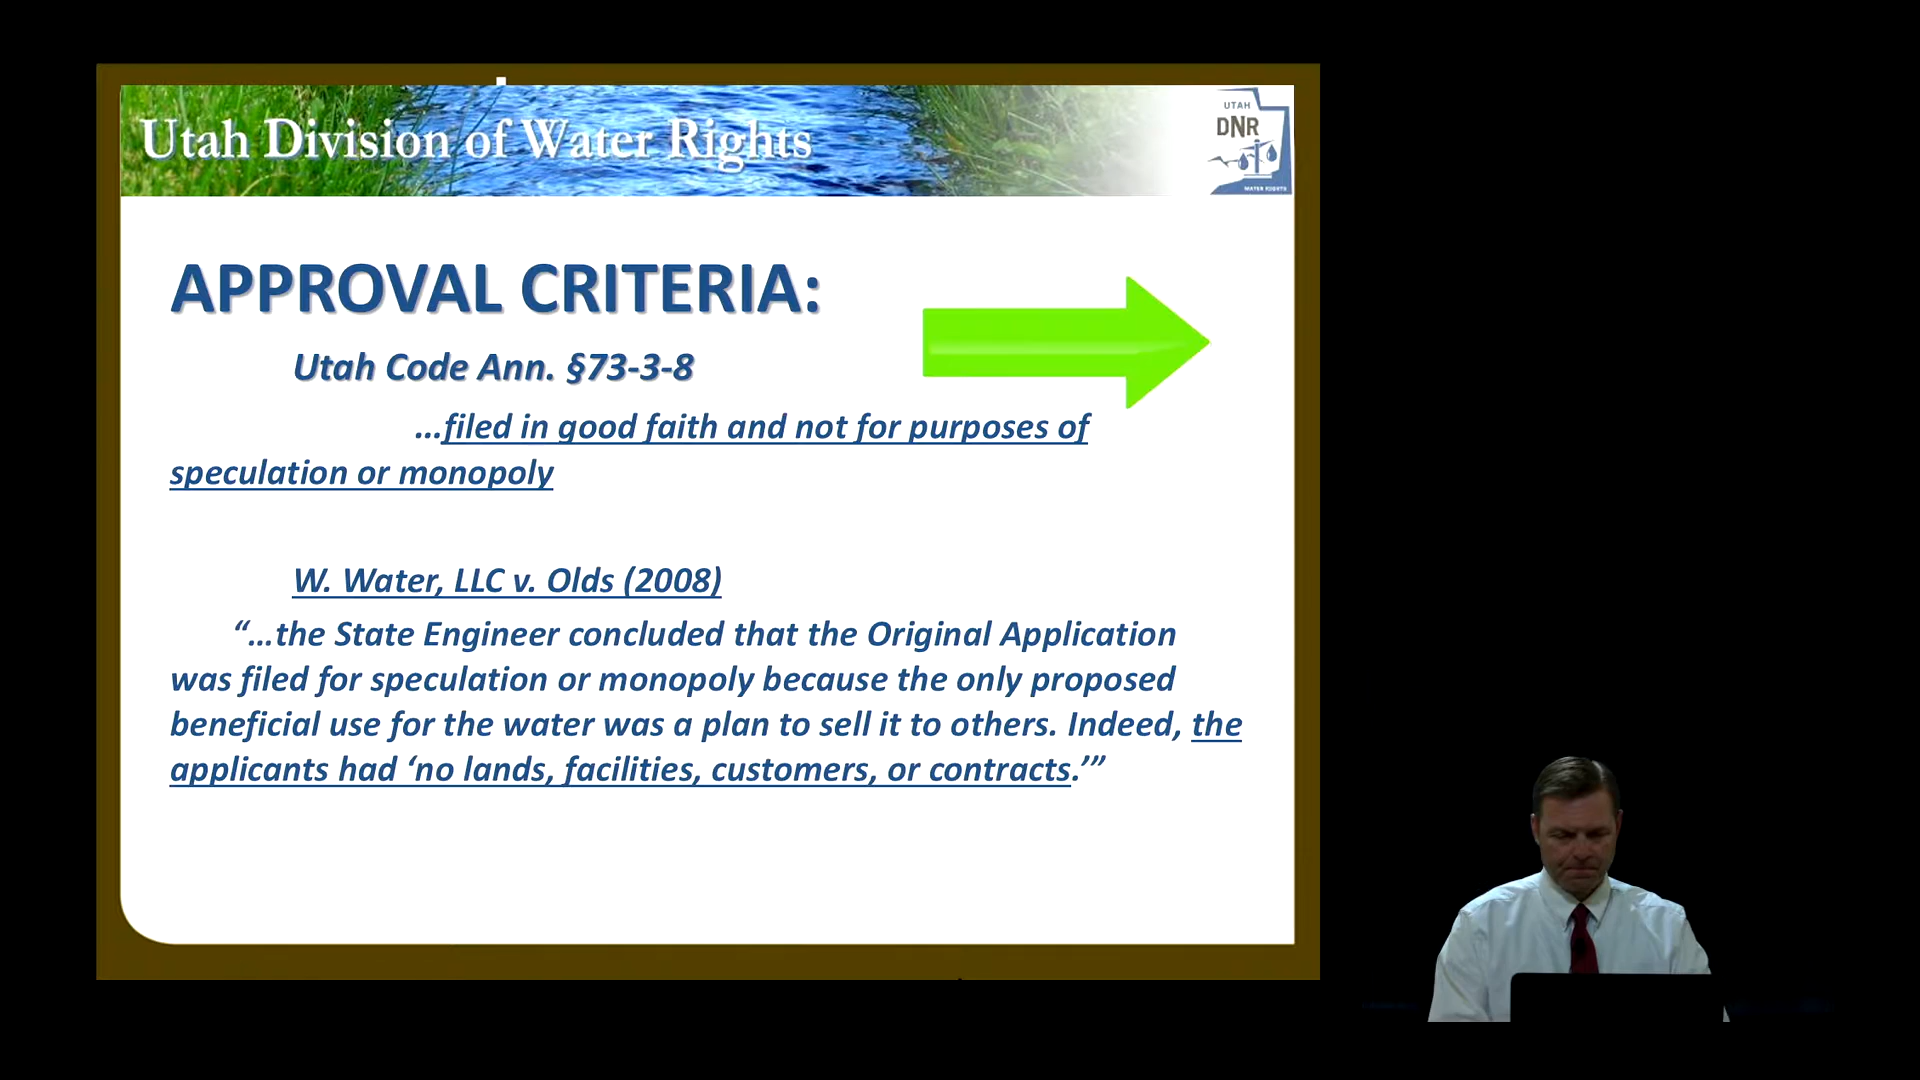 Utah Division of Water Rights
UTAH
DNR
WATER RIGHTS
APPROVAL CRITERIA:
Utah Code Ann. §73-3-8
…filed in good faith and not for purposes of
speculation or monopoly
W. Water, LLC v. Olds (2008)
“…the State Engineer concluded that the Original Application
was filed for speculation or monopoly because the only proposed
beneficial use for the water was a plan to sell it to others. Indeed, the
applicants had ‘no lands, facilities, customers, or contracts.’”